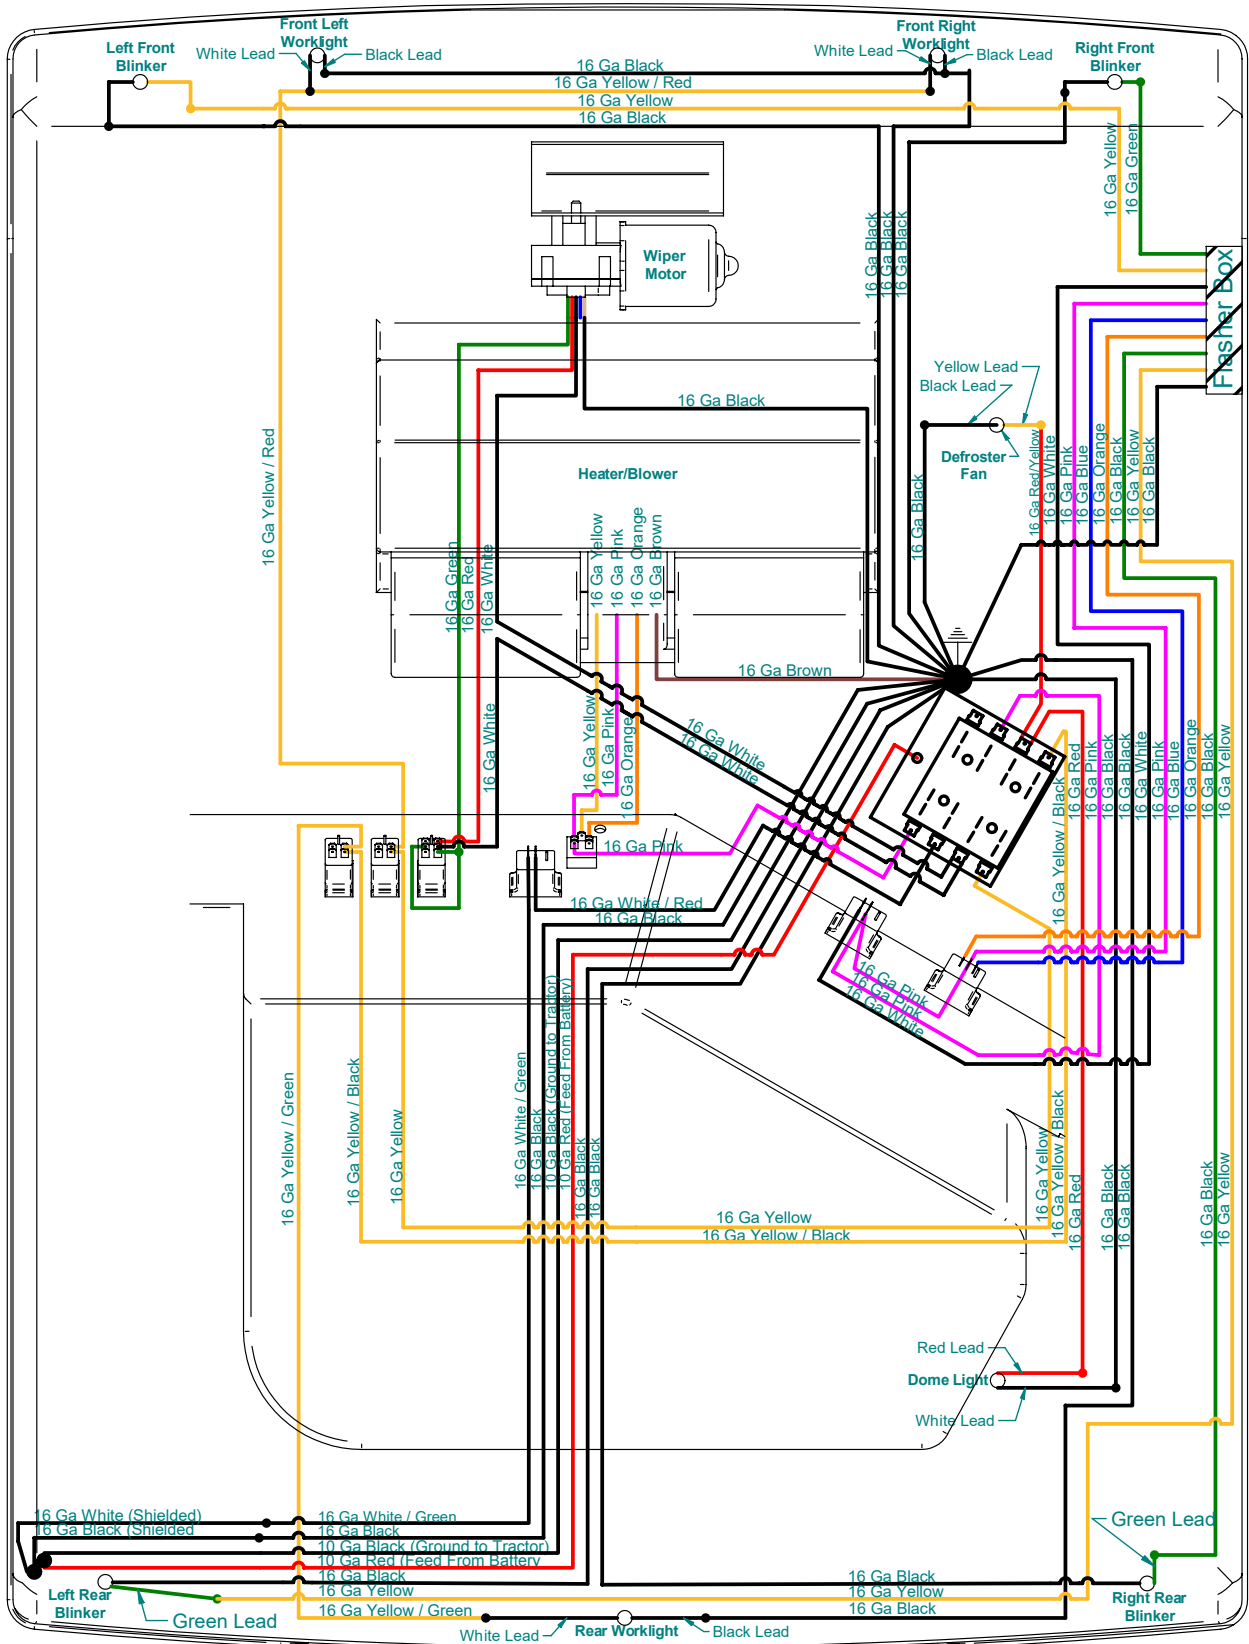 Front Left
Worklight
Front Right
Worklight
Left Front
Blinker
White Lead
Black Lead
White Lead
Black Lead
Right Front
Blinker
16 Ga Black
16 Ga Yellow / Red
16 Ga Yellow
16 Ga Black
16 Ga Yellow
16 Ga Green
Wiper
Motor
16 Ga Black
16 Ga Black
16 Ga Black
Flasher Box
Yellow Lead
Black Lead
16 Ga Black
Defroster
Fan
Heater/Blower
16 Ga Yellow / Red
16 Ga Black
16 Ga Red/Yellow
16 Ga White
16 Ga Pink
16 Ga Blue
16 Ga Orange
16 Ga Black
16 Ga Yellow
16 Ga Black
16 Ga Green
16 Ga Red
16 Ga White
16 Ga Yellow
16 Ga Pink
16 Ga Orange
16 Ga Brown
16 Ga Brown
16 Ga White
16 Ga Yellow
16 Ga Pink
16 Ga Orange
16 Ga White
16 Ga White
16 Ga Yellow / Black
16 Ga Red
16 Ga Pink
16 Ga Black
16 Ga Black
16 Ga White
16 Ga Pink
16 Ga Blue
16 Ga Orange
16 Ga Black
16 Ga Yellow
16 Ga Pink
16 Ga White / Red
16 Ga Black
16 Ga Pink
16 Ga Pink
16 Ga White
16 Ga Yellow / Green
16 Ga Yellow / Black
16 Ga Yellow
16 Ga White / Green
16 Ga Black
10 Ga Black (Ground to Tractor)
10 Ga Red (Feed From Battery)
16 Ga Black
16 Ga Black
16 Ga Yellow
16 Ga Yellow / Black
16 Ga Red
16 Ga Black
16 Ga Black
16 Ga Black
16 Ga Yellow
16 Ga Yellow
16 Ga Yellow / Black
Red Lead
Dome Light
White Lead
16 Ga White (Shielded)
16 Ga Black (Shielded
16 Ga White / Green
16 Ga Black
10 Ga Black (Ground to Tractor)
10 Ga Red (Feed From Battery
16 Ga Black
16 Ga Yellow
16 Ga Yellow / Green
Left Rear
Blinker
Green Lead
White Lead
Rear Worklight
Black Lead
16 Ga Black
16 Ga Yellow
16 Ga Black
Green Lead
Right Rear
Blinker